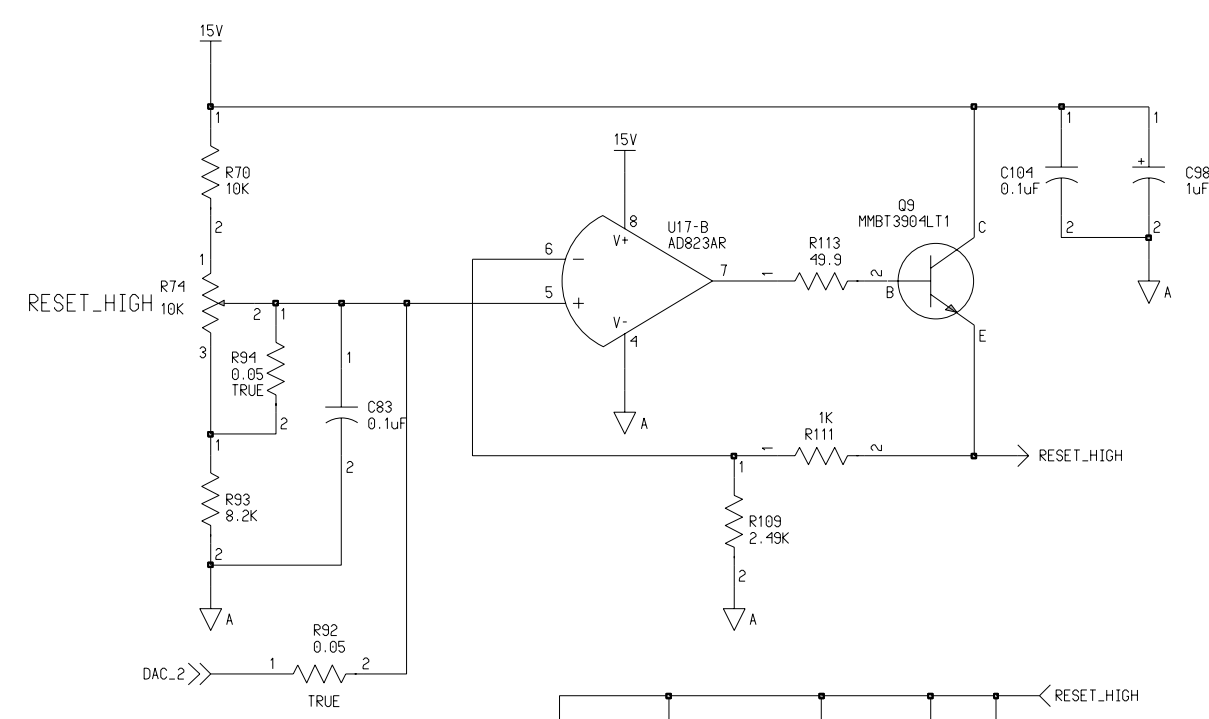 15V
1
R70
10K
2
15V
8
V+
U17-B
AD823AR
6
−
5
+
7
V-
4
A
1
R113
49.9
2
B
Q9
MMBT3904LT1
C
E
1
C104
0.1uF
2
1
+
C98
1uF
2
A
1
R74
10K
RESET_HIGH
2
3
1
R94
0.05
TRUE
2
1
C83
0.1uF
2
1
R93
8.2K
2
A
1
1K
R111
2
RESET_HIGH
1
R109
2.49K
2
A
DAC_2
1
R92
0.05
2
TRUE
RESET_HIGH